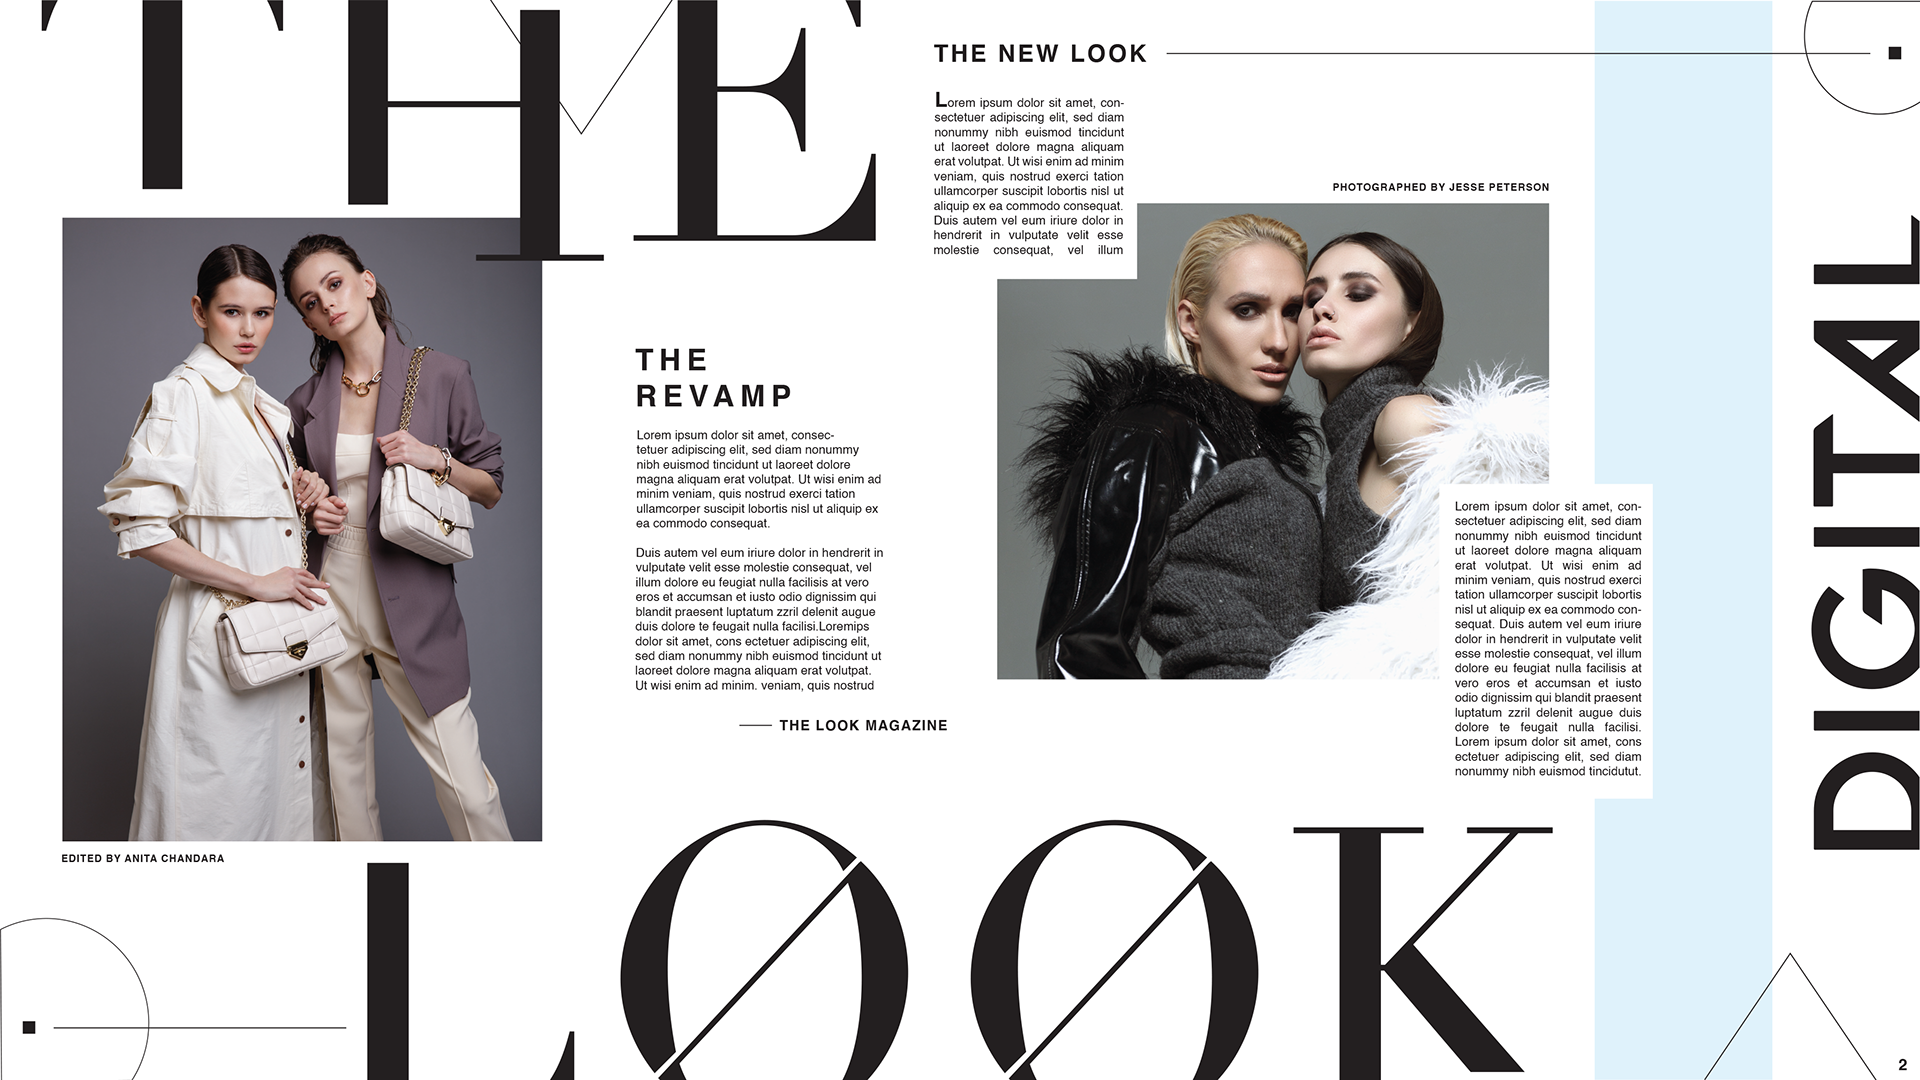 THE
THE NEW LOOK
Lorem ipsum dolor sit amet, con-
sectetuer adipiscing elit, sed diam
nonummy nibh euismod tincidunt
ut laoreet dolore magna aliquam
erat volutpat. Ut wisi enim ad minim
veniam, quis nostrud exerci tation
ullamcorper suscipit lobortis nisl ut
aliquip ex ea commodo consequat.
Duis autem vel eum iriure dolor in
hendrerit in vulputate velit esse
molestie consequat, vel illum
PHOTOGRAPHED BY JESSE PETERSON
THE
REVAMP
Lorem ipsum dolor sit amet, consec-
tetuer adipiscing elit, sed diam nonummy
nibh euismod tincidunt ut laoreet dolore
magna aliquam erat volutpat. Ut wisi enim ad
minim veniam, quis nostrud exerci tation
ullamcorper suscipit lobortis nisl ut aliquip ex
ea commodo consequat.
Duis autem vel eum iriure dolor in hendrerit in
vulputate velit esse molestie consequat, vel
illum dolore eu feugiat nulla facilisis at vero
eros et accumsan et iusto odio dignissim qui
blandit praesent luptatum zzril delenit augue
duis dolore te feugait nulla facilisi.Loremips
dolor sit amet, cons ectetuer adipiscing elit,
sed diam nonummy nibh euismod tincidunt ut
laoreet dolore magna aliquam erat volutpat.
Ut wisi enim ad minim. veniam, quis nostrud
THE LOOK MAGAZINE
Lorem ipsum dolor sit amet, con-
sectetuer adipiscing elit, sed diam
nonummy nibh euismod tincidunt
ut laoreet dolore magna aliquam
erat volutpat. Ut wisi enim ad
minim veniam, quis nostrud exerci
tation ullamcorper suscipit lobortis
nisl ut aliquip ex ea commodo con-
sequat. Duis autem vel eum iriure
dolor in hendrerit in vulputate velit
esse molestie consequat, vel illum
dolore eu feugiat nulla facilisis at
vero eros et accumsan et iusto
odio dignissim qui blandit praesent
luptatum zzril delenit augue duis
dolore te feugait nulla facilisi.
Lorem ipsum dolor sit amet, cons
ectetuer adipiscing elit, sed diam
nonummy nibh euismod tincidutut.
EDITED BY ANITA CHANDARA
LOOK
DIGITAL
2